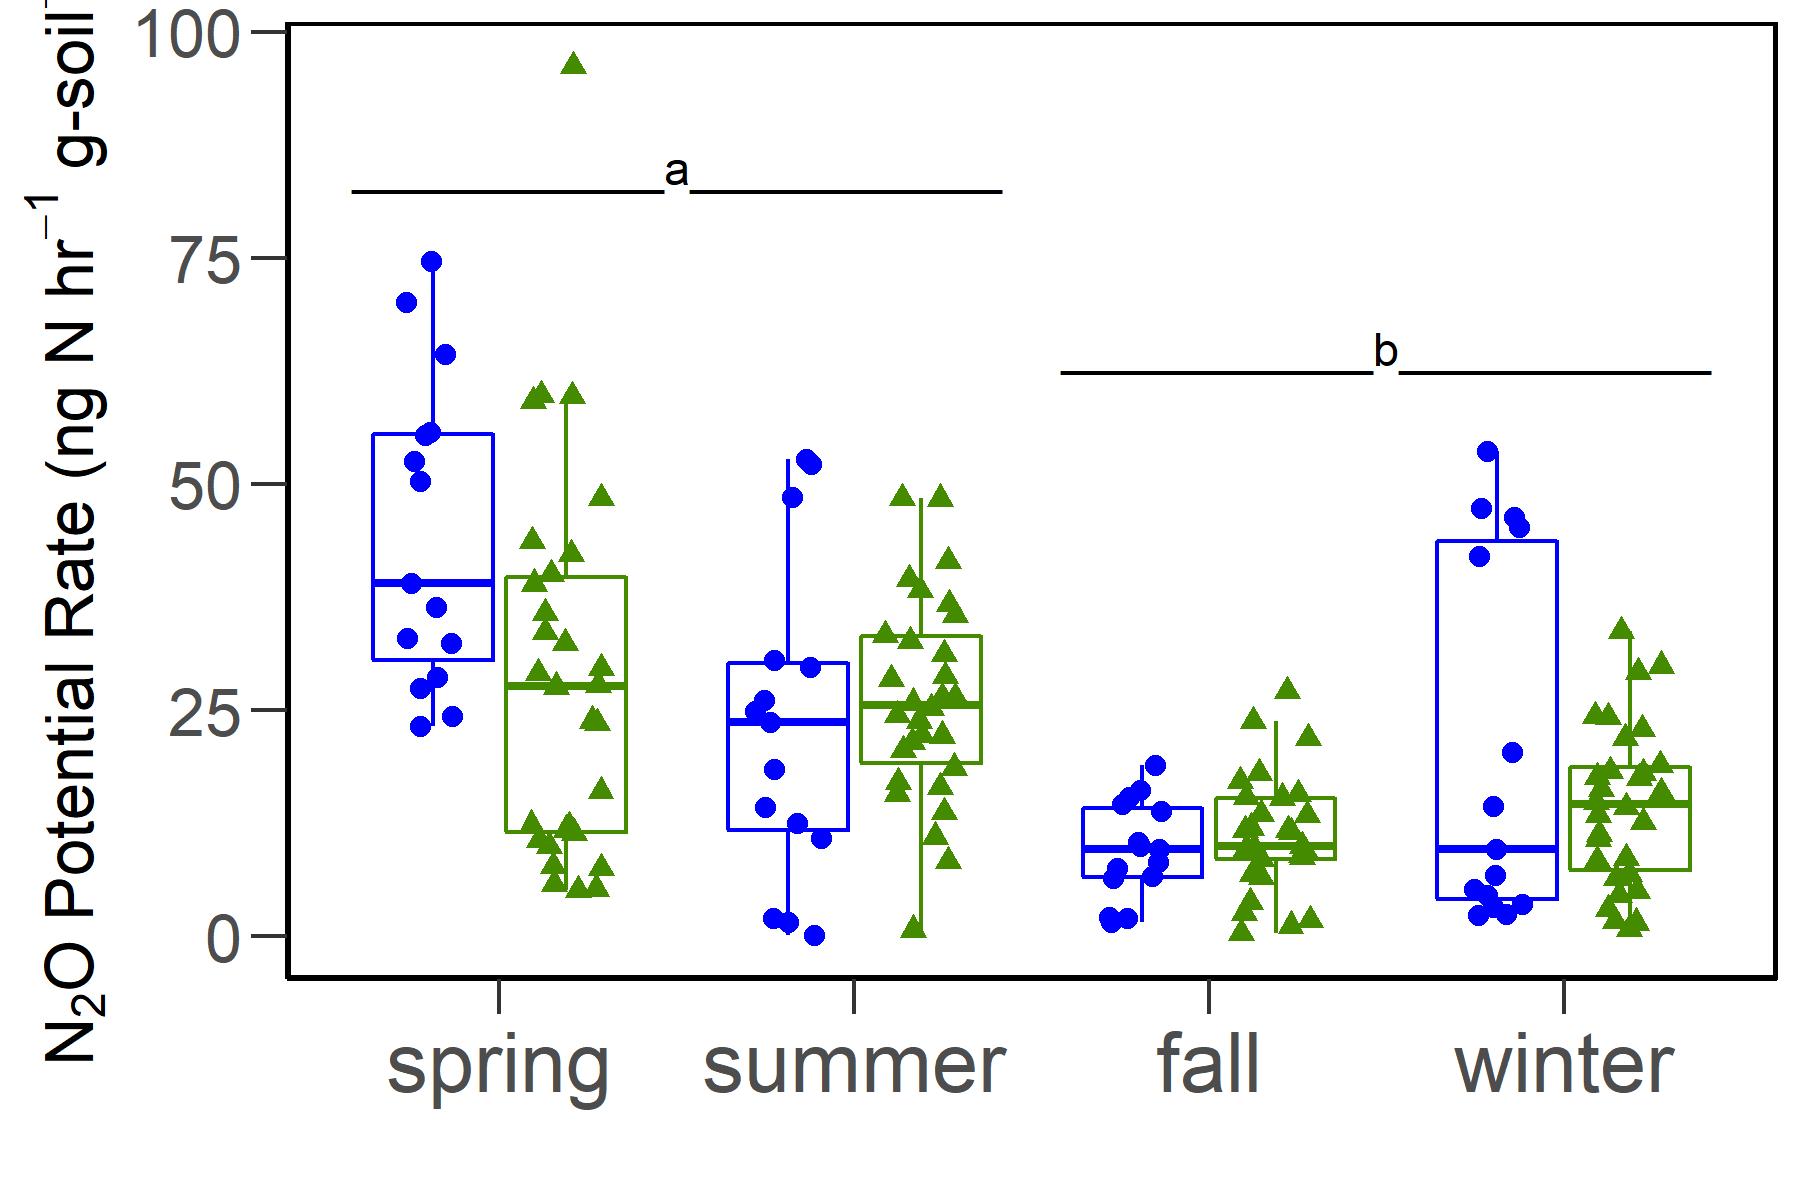 N₂O Potential Rate (ng N hr⁻¹ g-soil⁻
100
75
50
25
0
a
b
spring summer fall winter